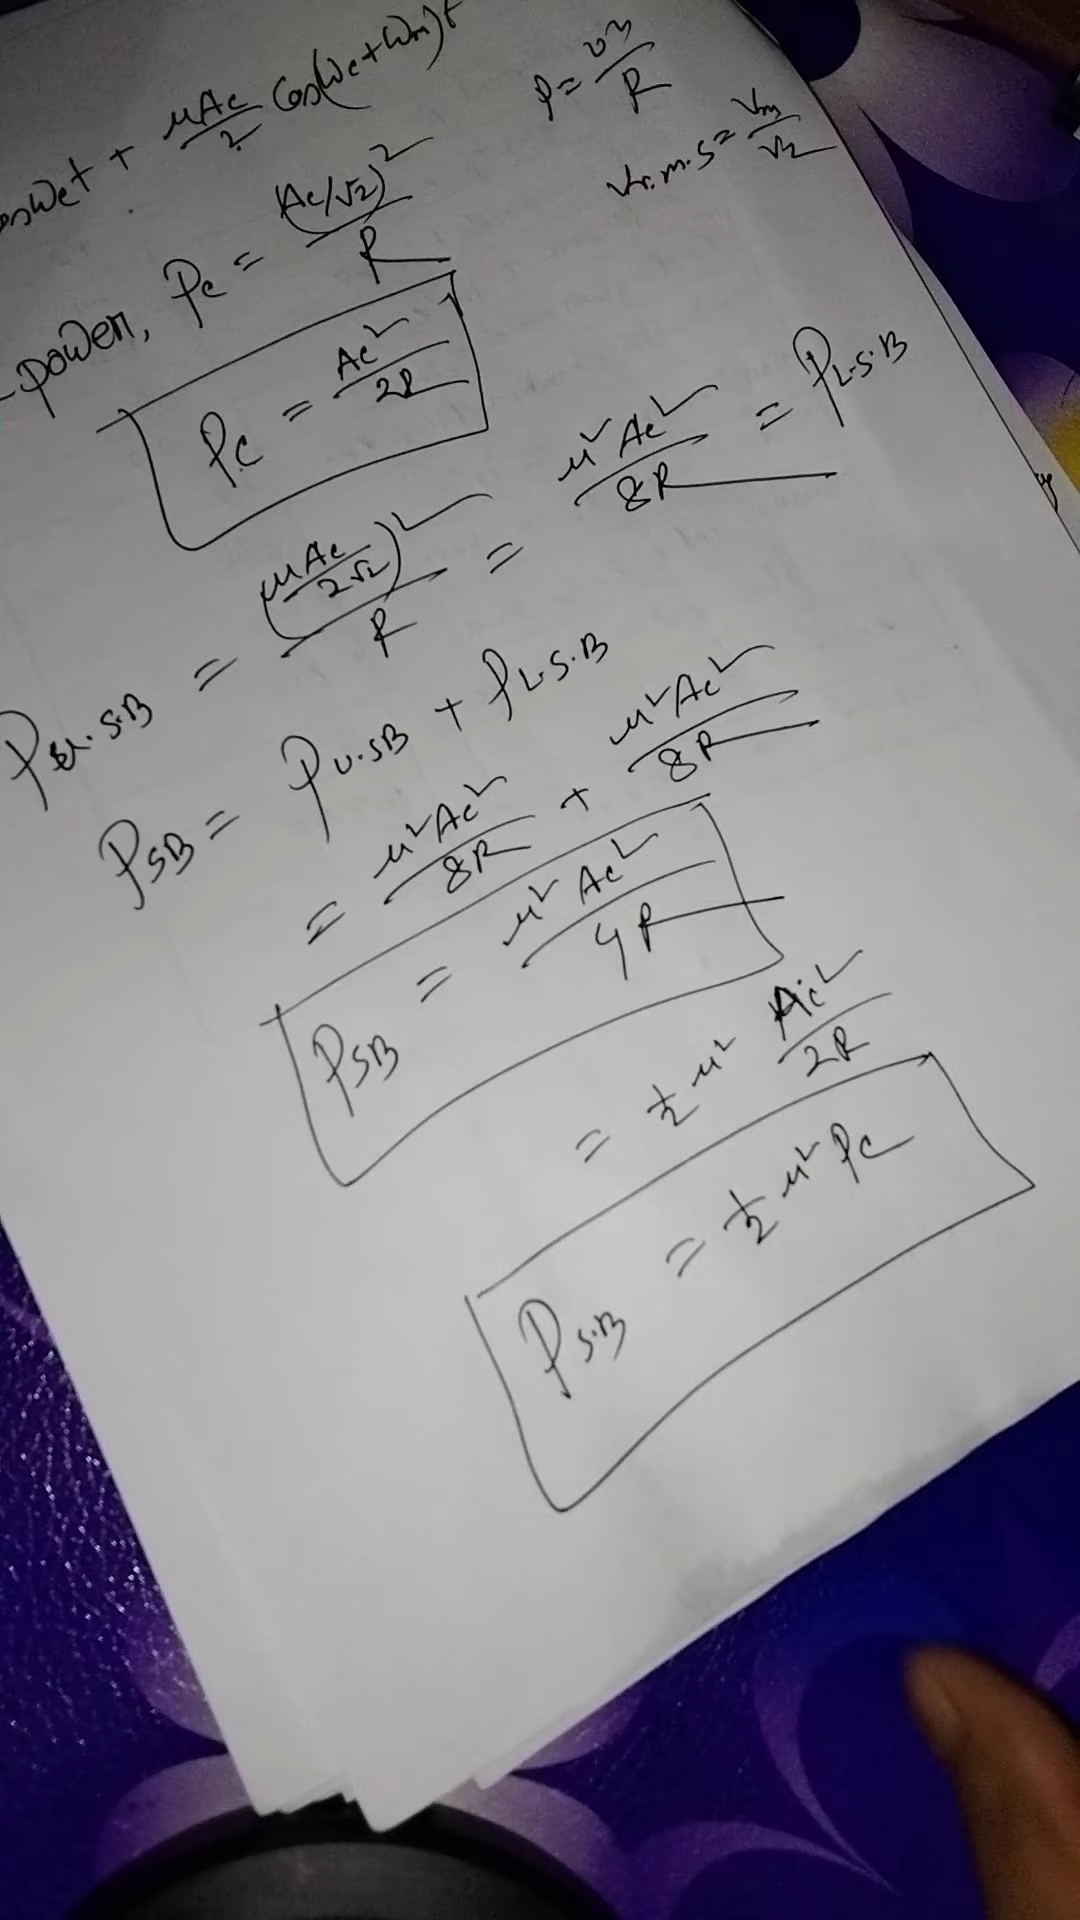 cosωct + μAc/2 cos(ωc+ωm)t
P = v²/R
Vr.m.s = Vm/√2
power, Pc = (Ac/√2)²/R
Pc = Ac²/2R
PU.S.B = (μAc/2√2)²/R = μ²Ac²/8R = PL.S.B
PSB = PU.SB + PL.S.B
= μ²Ac²/8R + μ²Ac²/8R
PSB = μ²Ac²/4R
= ½ μ² Ac²/2R
PS.B = ½ μ² Pc